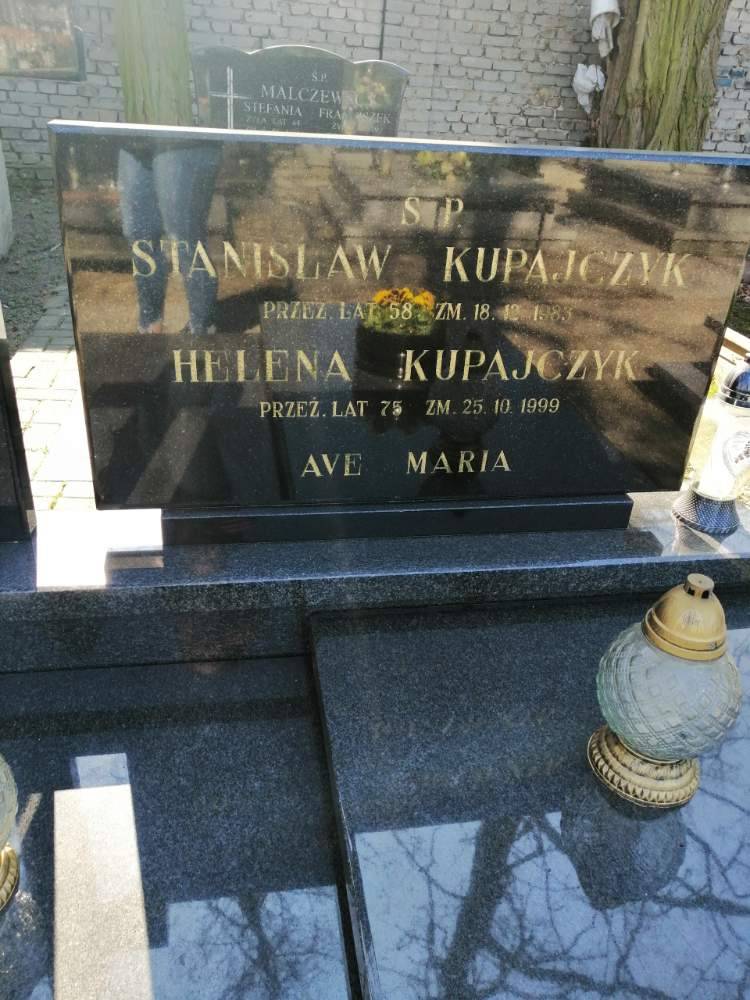 Ś.P.
MALCZEWSCY
STEFANIA FRANCISZEK
Ś.P.
STANISŁAW KUPAJCZYK
PRZEŻ. LAT 58 ZM. 18.12.1983
HELENA KUPAJCZYK
PRZEŻ. LAT 75 ZM. 25.10.1999
AVE MARIA